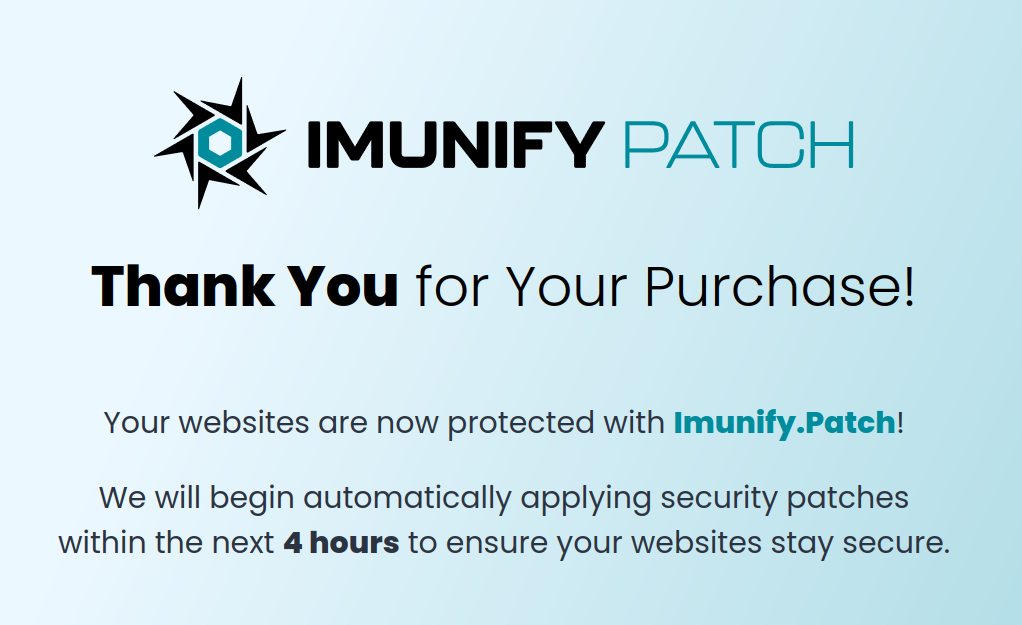 IMUNIFY PATCH
Thank You for Your Purchase!
Your websites are now protected with Imunify.Patch!
We will begin automatically applying security patches
within the next 4 hours to ensure your websites stay secure.